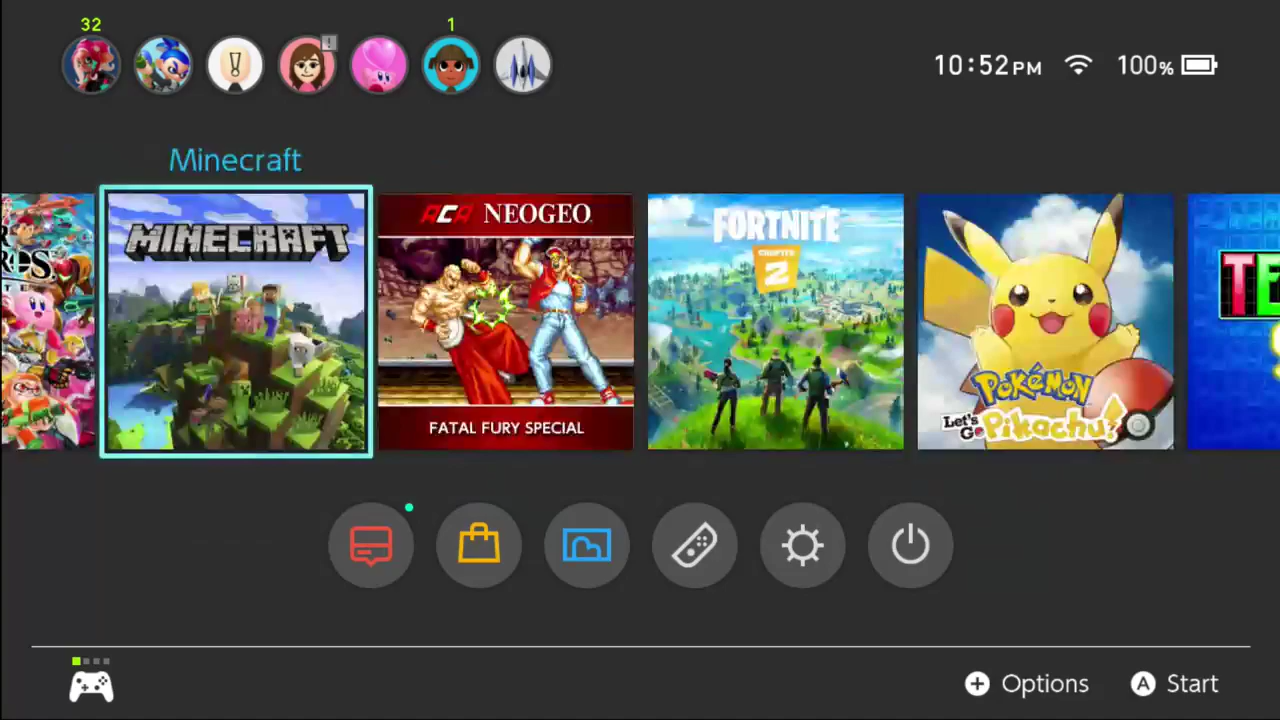 32
1
10:52PM
100%
Minecraft
MINECRAFT
ACA NEOGEO
FATAL FURY SPECIAL
FORTNITE
CHAPTER
2
POKÉMON
Let's
Go Pikachu!
+ Options
A Start